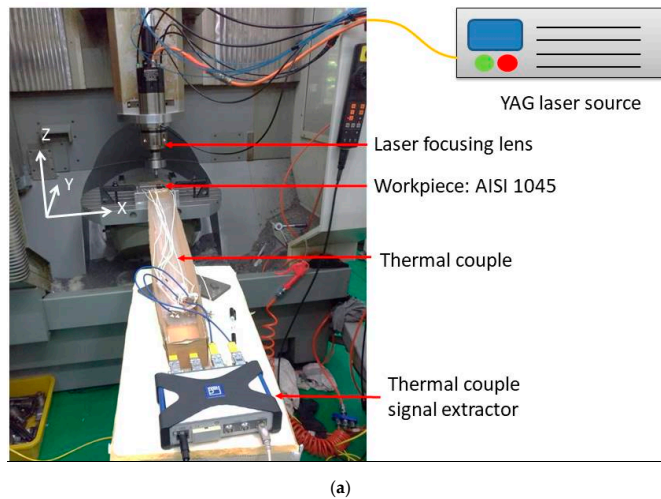 YAG laser source
Laser focusing lens
Workpiece: AISI 1045
Z
Y
X
Thermal couple
Thermal couple
signal extractor
(a)